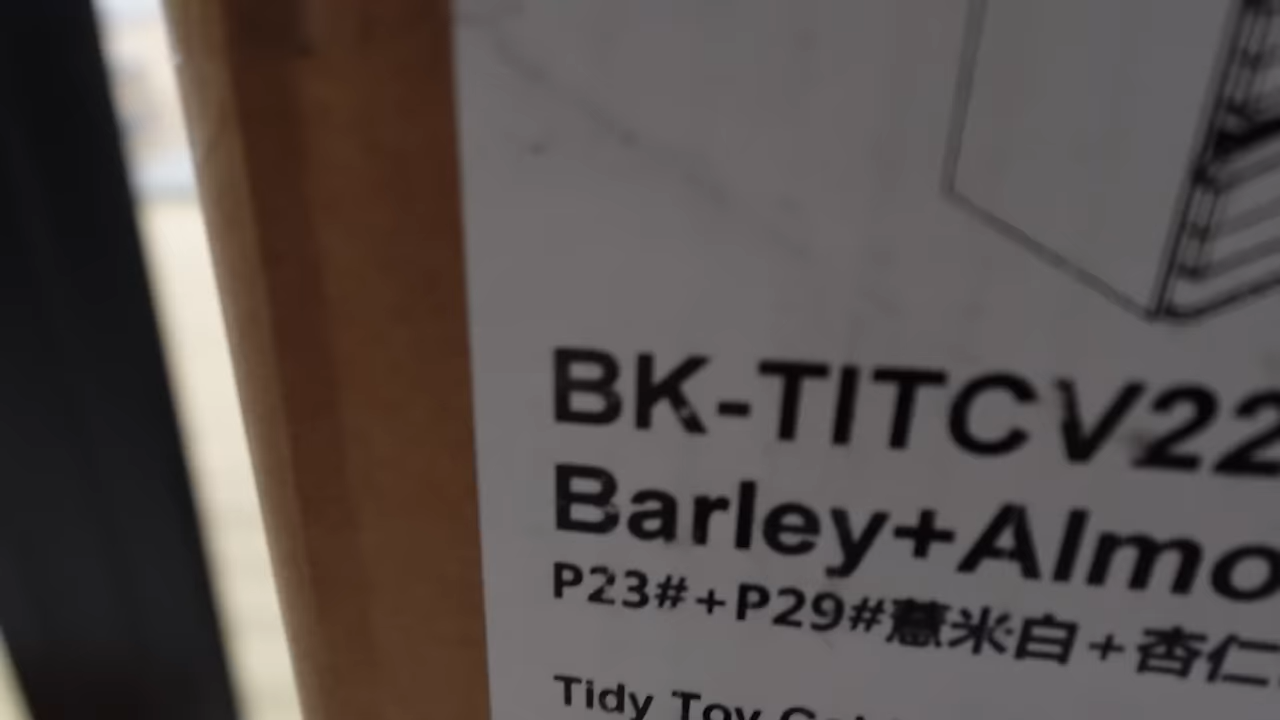 BK-TITCV22
Barley+Almo
P23#+P29#薏米白+杏仁
Tidy Toy